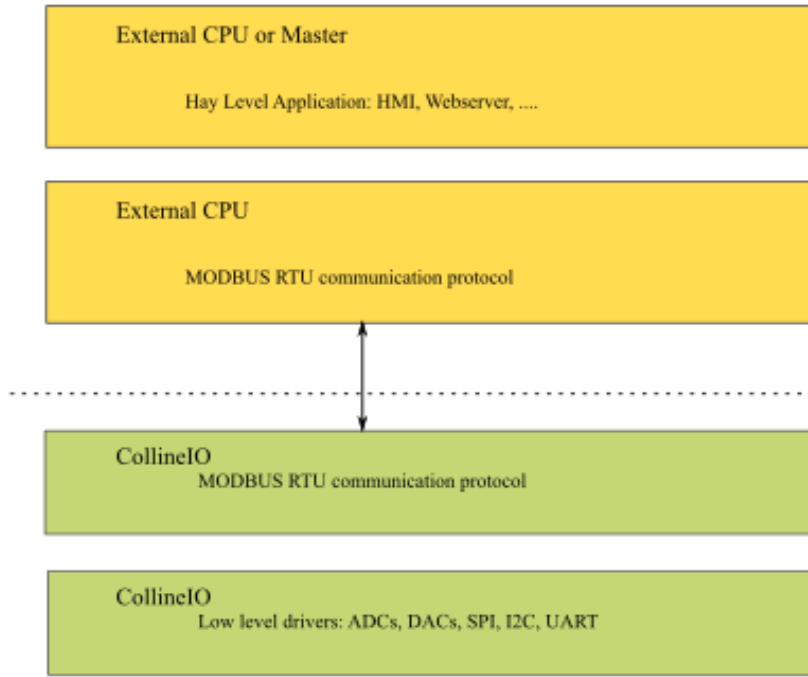 External CPU or Master
Hay Level Application: HMI, Webserver, ....
External CPU
MODBUS RTU communication protocol
CollineIO
MODBUS RTU communication protocol
CollineIO
Low level drivers: ADCs, DACs, SPI, I2C, UART